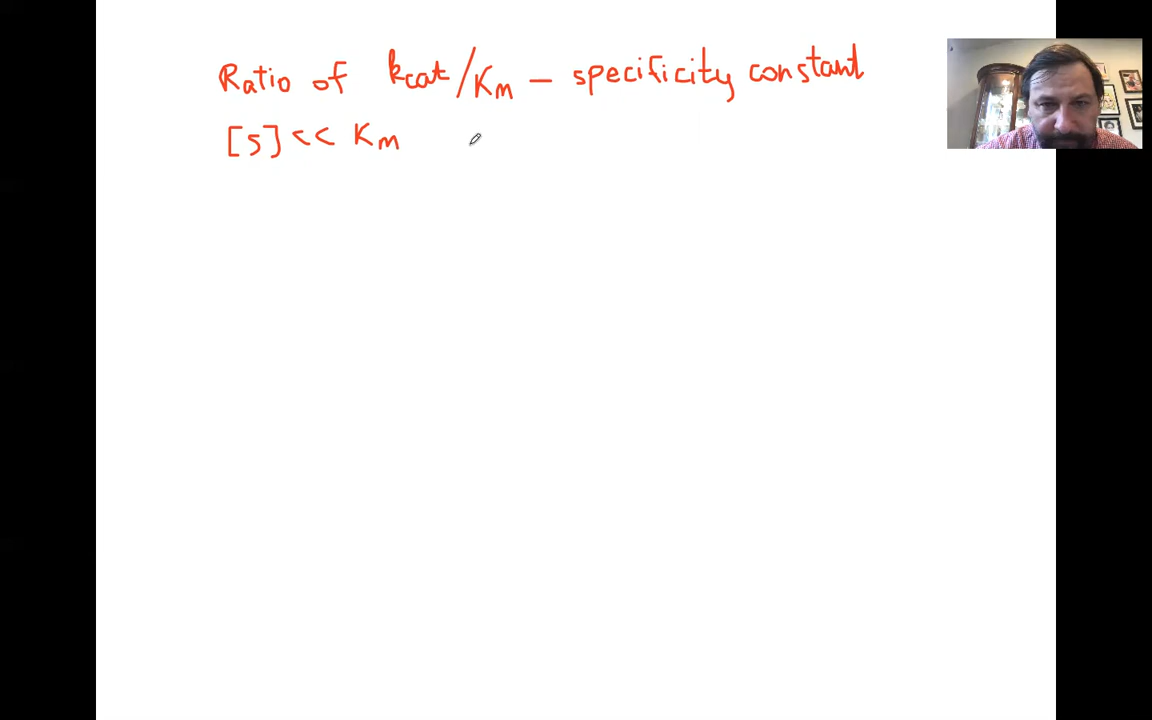 Ratio of kcat/Km – specificity constant
[S] << Km